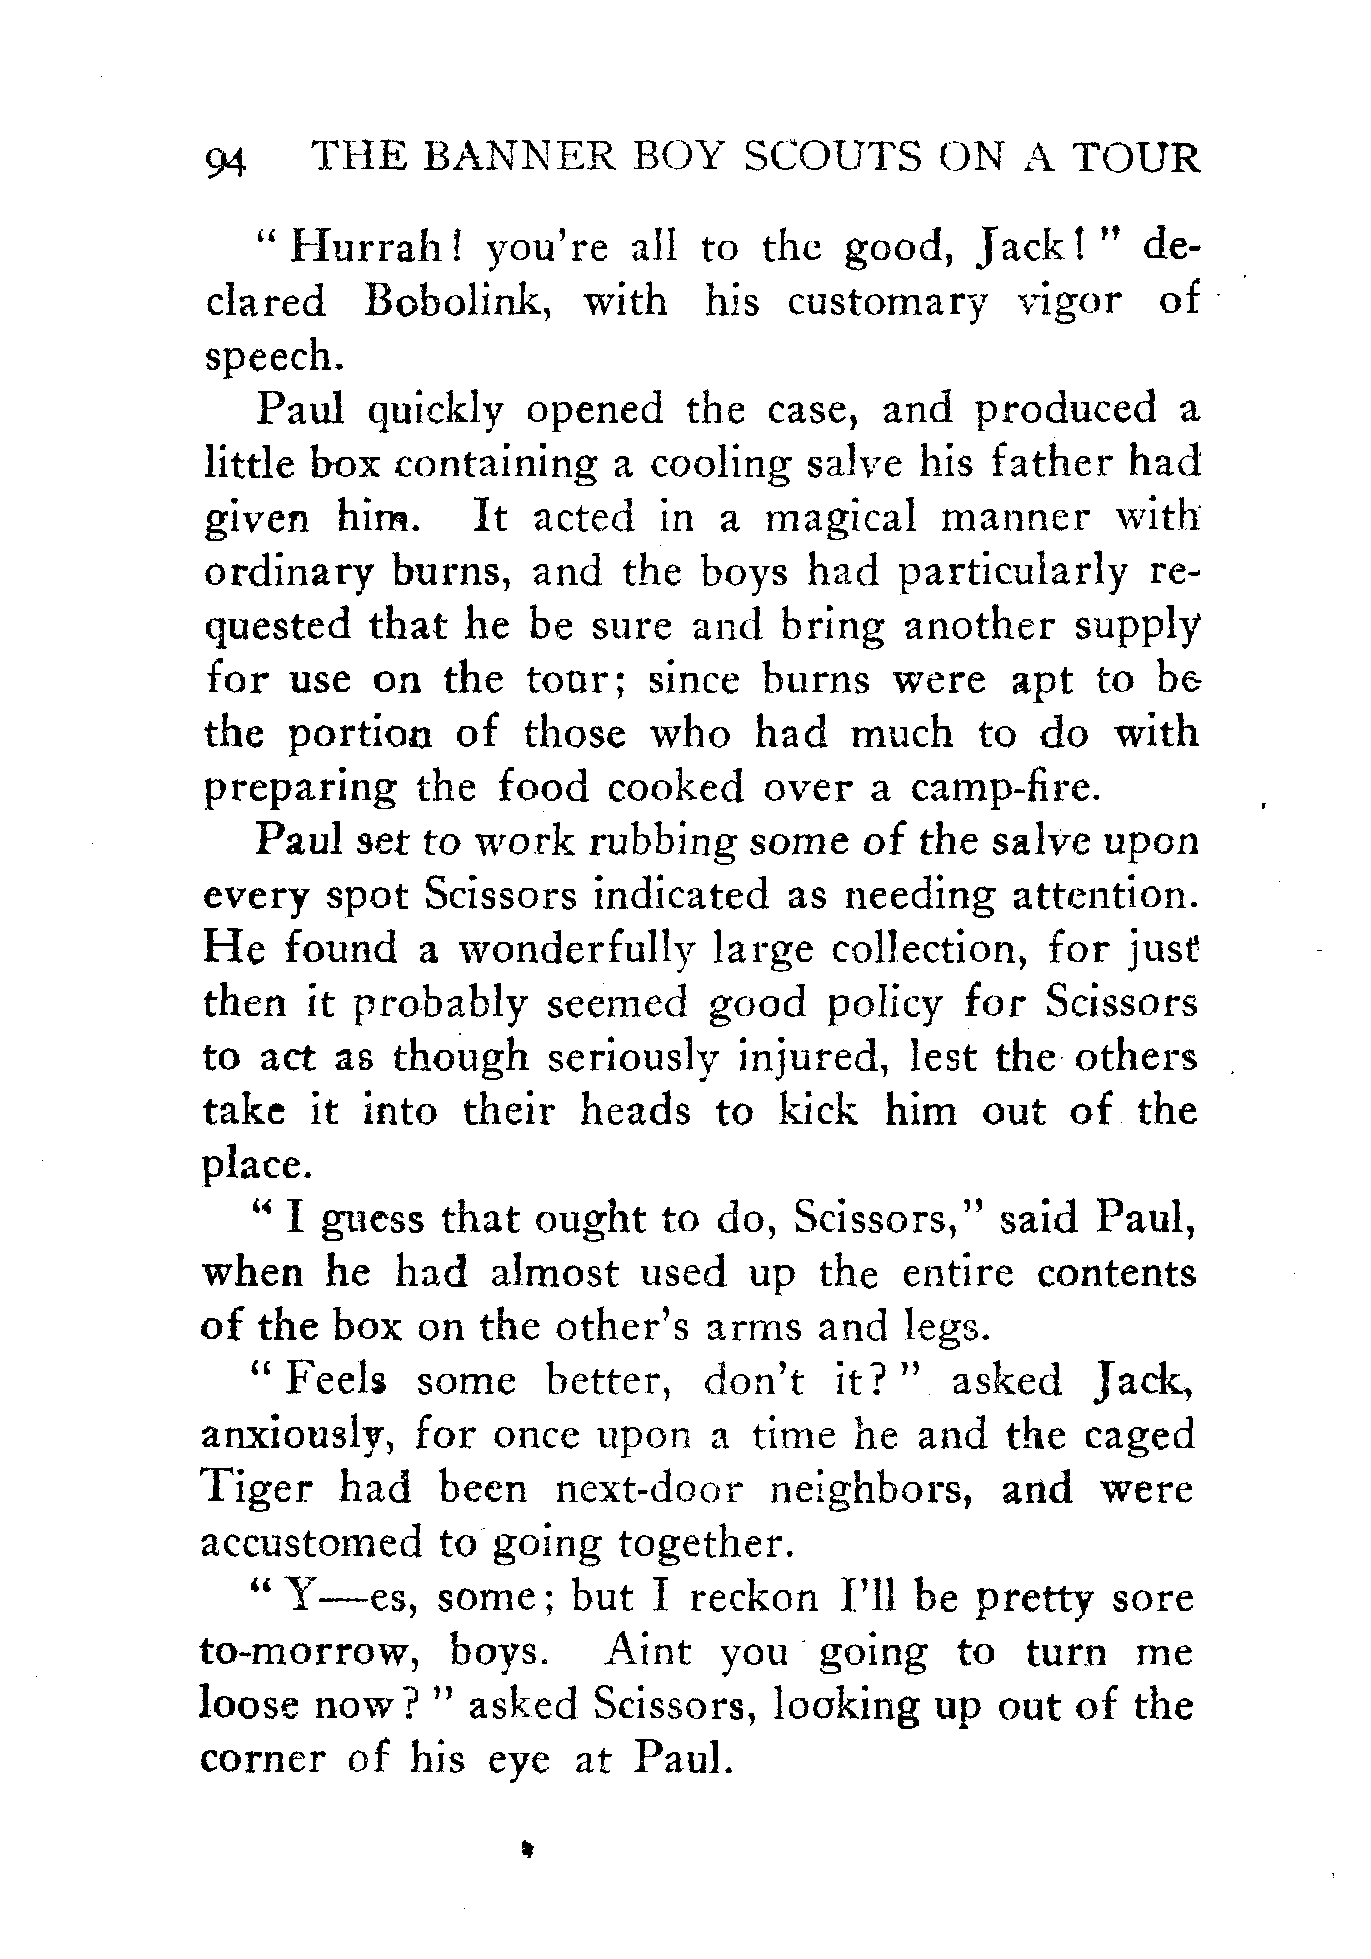 94 THE BANNER BOY SCOUTS ON A TOUR
" Hurrah! you're all to the good, Jack!" de-
clared Bobolink, with his customary vigor of
speech.
Paul quickly opened the case, and produced a
little box containing a cooling salve his father had
given him. It acted in a magical manner with
ordinary burns, and the boys had particularly re-
quested that he be sure and bring another supply
for use on the tour; since burns were apt to be
the portion of those who had much to do with
preparing the food cooked over a camp-fire.
Paul set to work rubbing some of the salve upon
every spot Scissors indicated as needing attention.
He found a wonderfully large collection, for just
then it probably seemed good policy for Scissors
to act as though seriously injured, lest the others
take it into their heads to kick him out of the
place.
" I guess that ought to do, Scissors," said Paul,
when he had almost used up the entire contents
of the box on the other's arms and legs.
" Feels some better, don't it? " asked Jack,
anxiously, for once upon a time he and the caged
Tiger had been next-door neighbors, and were
accustomed to going together.
" Y—es, some; but I reckon I'll be pretty sore
to-morrow, boys. Aint you going to turn me
loose now? " asked Scissors, looking up out of the
corner of his eye at Paul.